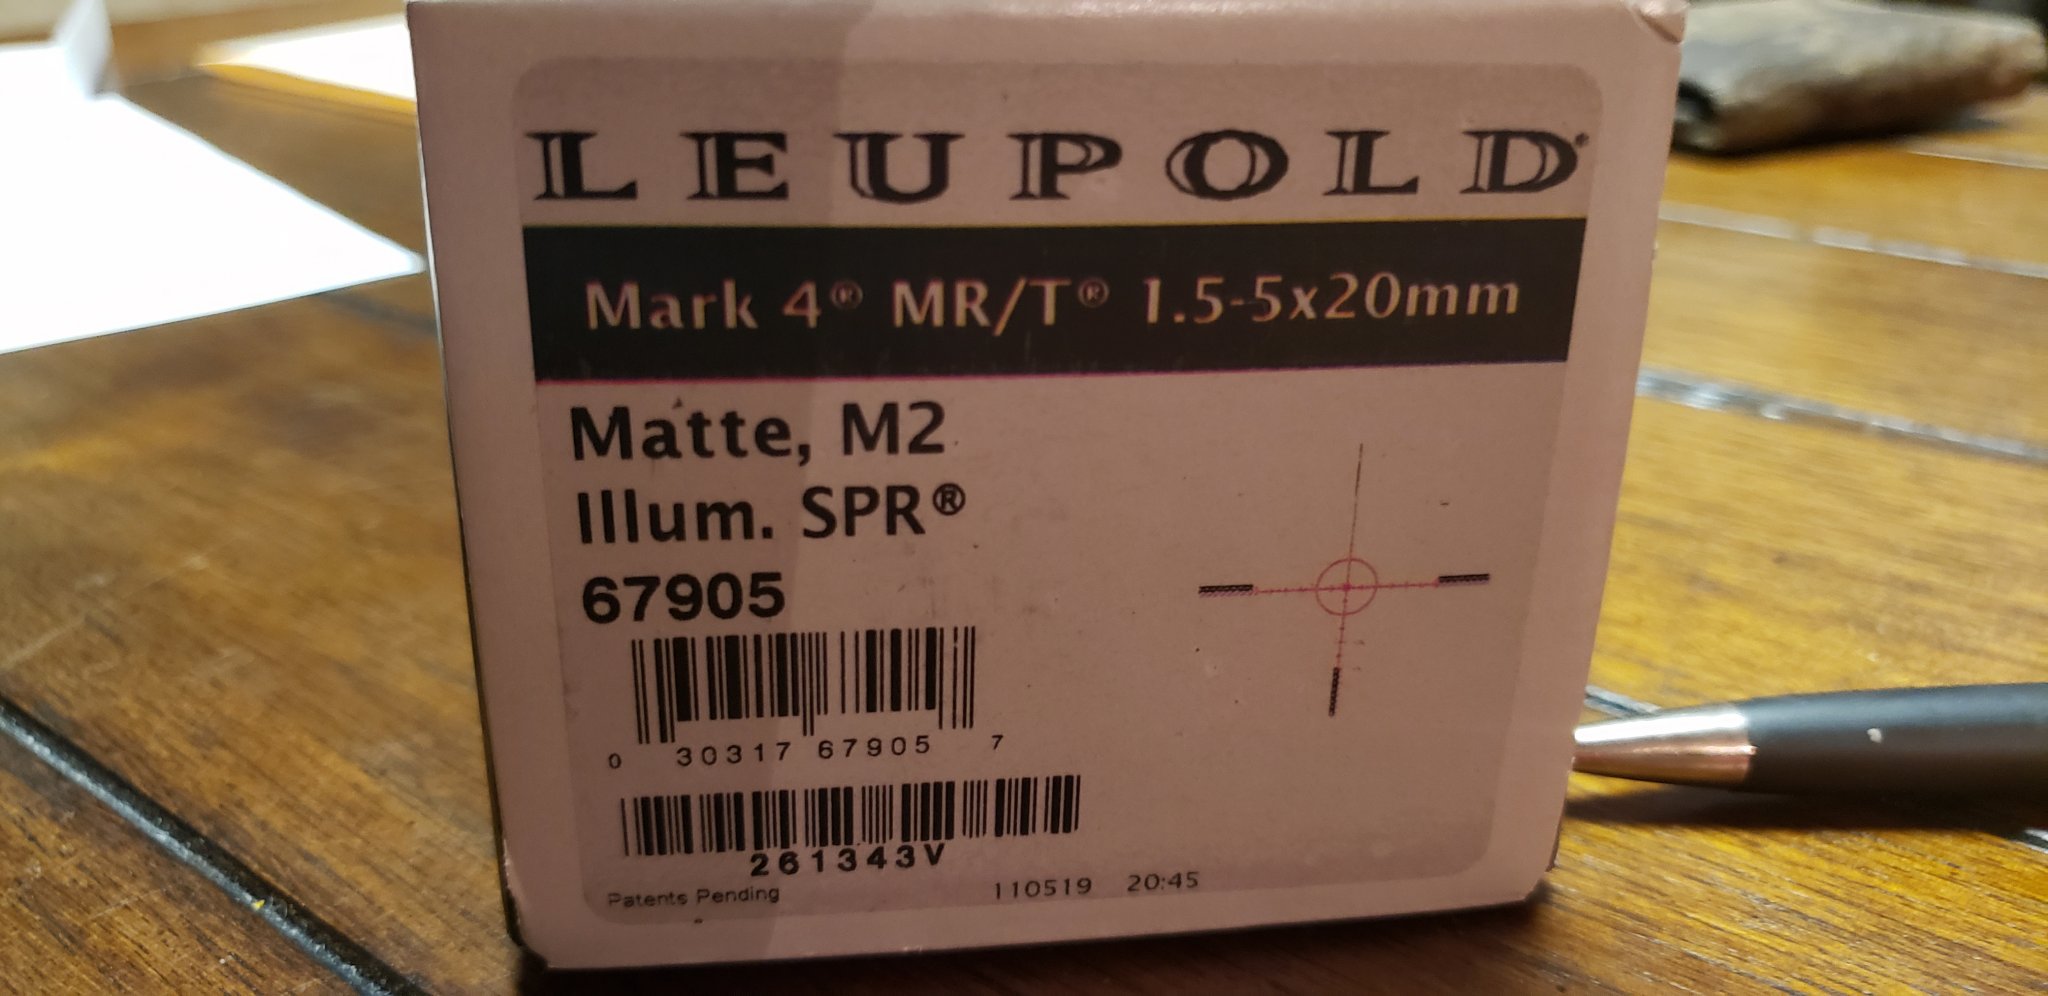 LEUPOLD®
Mark 4® MR/T® 1.5-5x20mm
Matte, M2
Illum. SPR®
67905
0 30317 67905 7
261343V
Patents Pending 110519 20:45